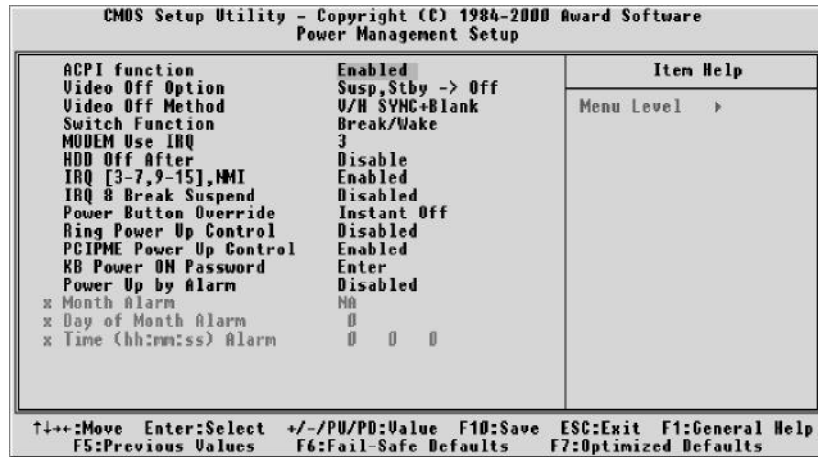 CMOS Setup Utility - Copyright (C) 1984-2000 Award Software
Power Management Setup
ACPI function Enabled
Video Off Option Susp,Stby -> Off
Video Off Method V/H SYNC+Blank
Switch Function Break/Wake
MODEM Use IRQ 3
HDD Off After Disable
IRQ [3-7,9-15],NMI Enabled
IRQ 8 Break Suspend Disabled
Power Button Override Instant Off
Ring Power Up Control Disabled
PCIPME Power Up Control Enabled
KB Power ON Password Enter
Power Up by Alarm Disabled
x Month Alarm NA
x Day of Month Alarm 0
x Time (hh:mm:ss) Alarm 0 0 0
Item Help
Menu Level ▸
↑↓→←:Move Enter:Select +/-/PU/PD:Value F10:Save ESC:Exit F1:General Help
F5:Previous Values F6:Fail-Safe Defaults F7:Optimized Defaults